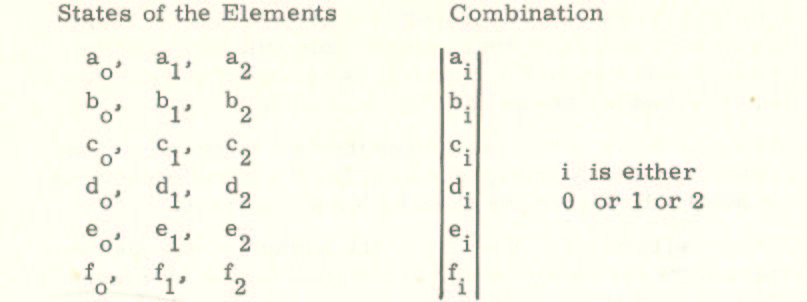 States of the Elements Combination
a_o, a_1, a_2 |a_i|
b_o, b_1, b_2 |b_i|
c_o, c_1, c_2 |c_i|
i is either
d_o, d_1, d_2 |d_i|
0 or 1 or 2
e_o, e_1, e_2 |e_i|
f_o, f_1, f_2 |f_i|